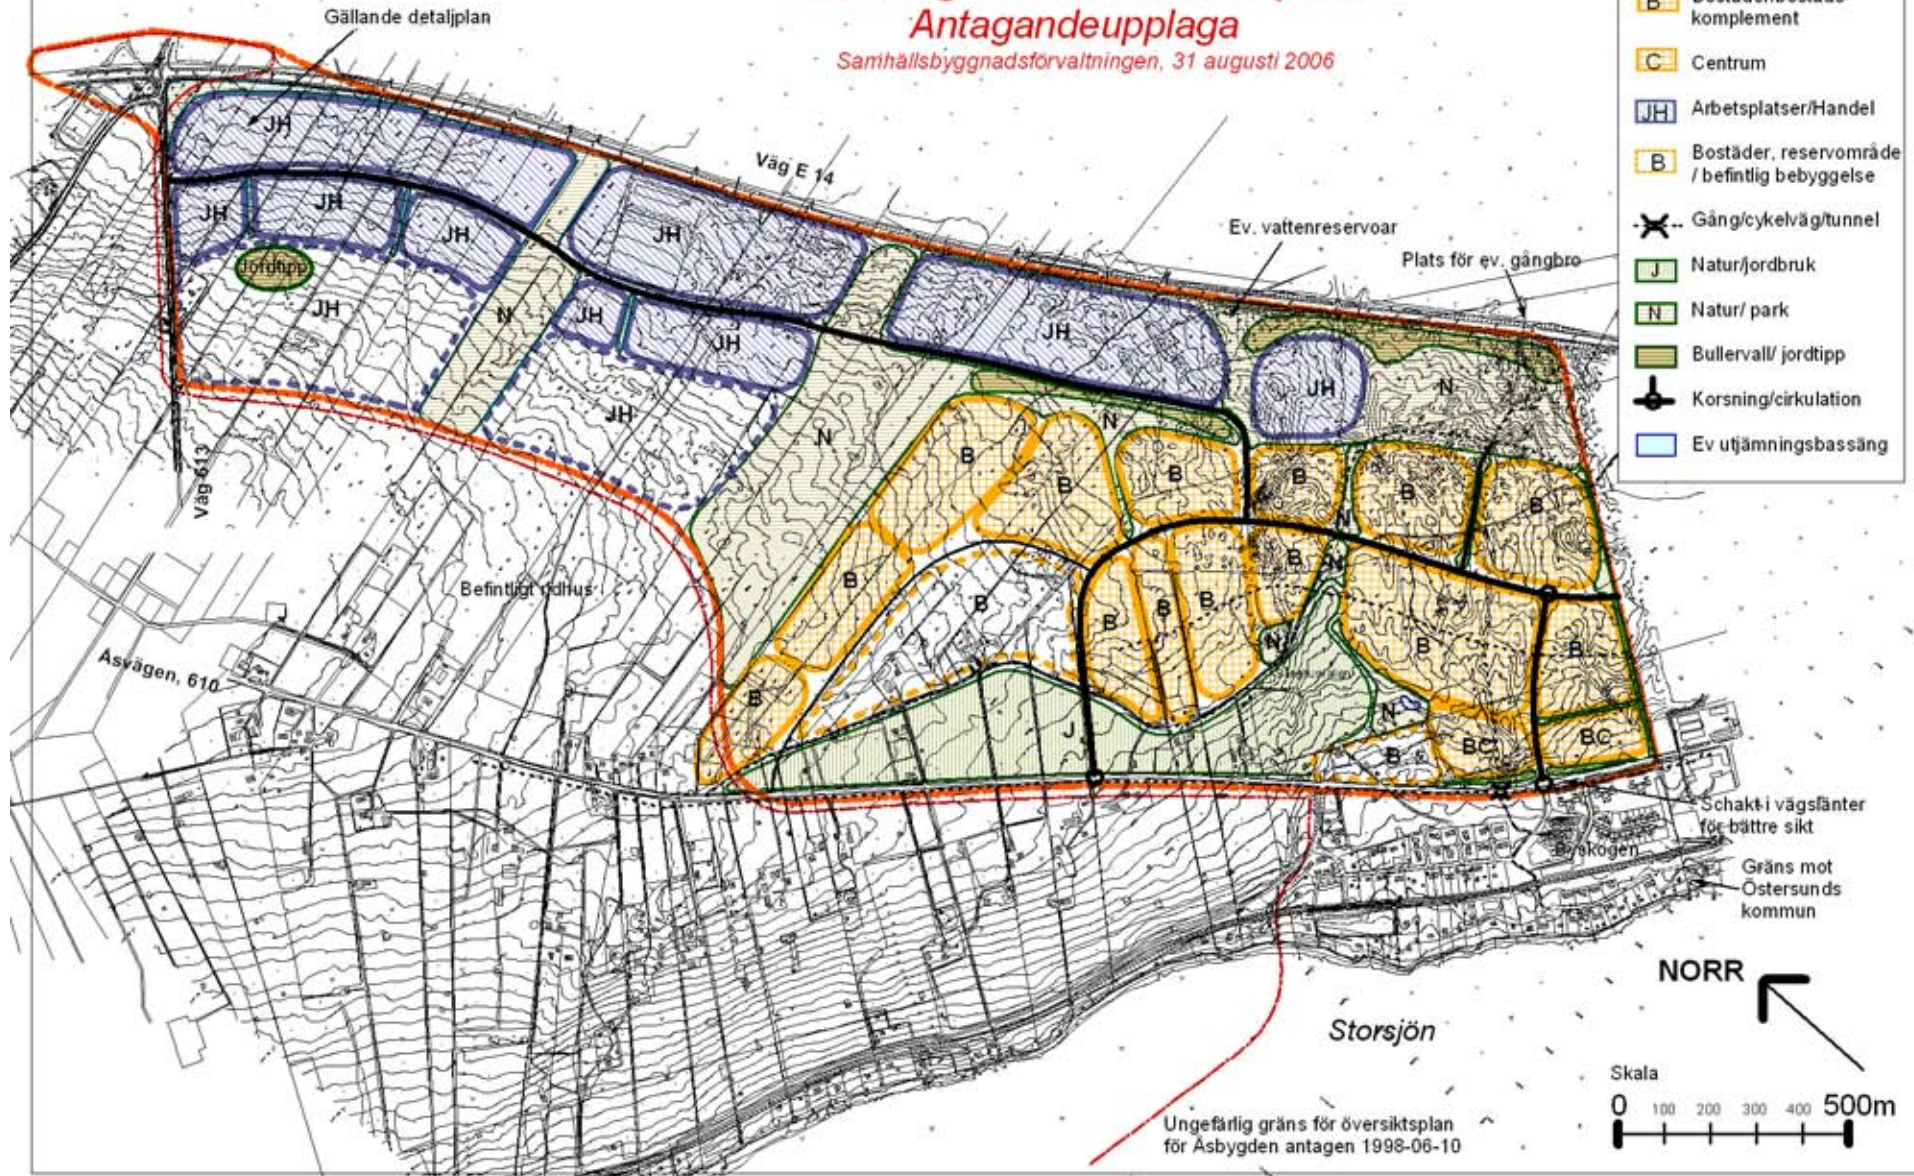 Gällande detaljplan
Antagandeupplaga
Samhällsbyggnadsförvaltningen, 31 augusti 2006
B
komplement
C Centrum
JH Arbetsplatser/Handel
B Bostäder, reservområde
/ befintlig bebyggelse
Gång/cykelväg/tunnel
J Natur/jordbruk
N Natur/ park
Bullervall/ jordtipp
Korsning/cirkulation
Ev utjämningsbassäng
Väg E 14
Ev. vattenreservoar
Plats för ev. gångbro
JH
JH
JH
JH
JH
Jordtipp
JH
N
JH
JH
JH
JH
JH
N
N
N
Väg 613
B
B
B
B
B
B
N
Befintligt ridhus
B
B
B
B
B
B
N
N
B
B
Åsvägen, 610
B
J
N
B
BC
BC
Schakt i vägslänter
för bättre sikt
Byskogen
Gräns mot
Östersunds
kommun
NORR
Storsjön
Skala
0 100 200 300 400 500m
Ungefärlig gräns för översiktsplan
för Åsbygden antagen 1998-06-10